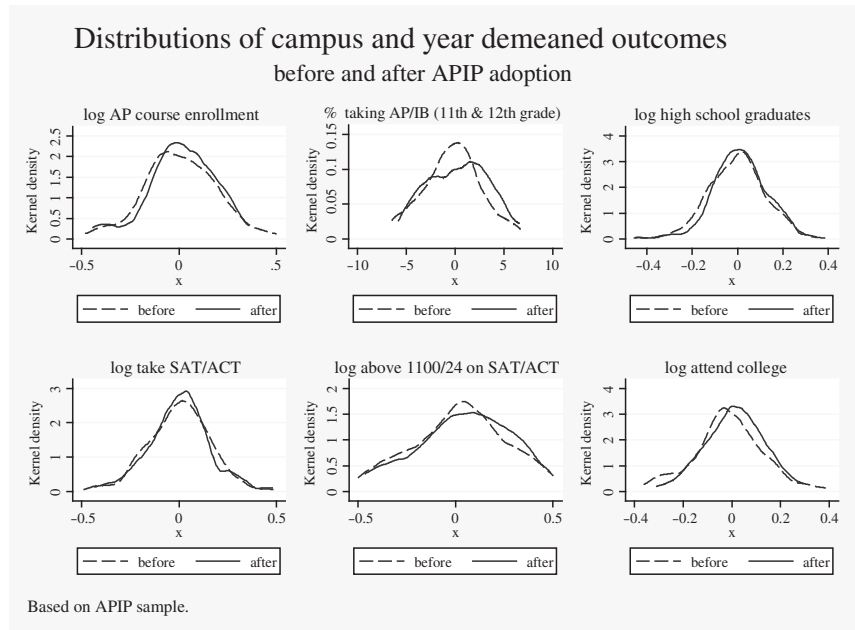 Distributions of campus and year demeaned outcomes
before and after APIP adoption
log AP course enrollment
Kernel density
0 0.5 1 1.5 2 2.5
−0.5 0 .5
x
before after
% taking AP/IB (11th & 12th grade)
Kernel density
0 0.05 0.1 0.15
−10 −5 0 5 10
x
before after
log high school graduates
Kernel density
0 1 2 3 4
−0.4 −0.2 0 0.2 0.4
x
before after
log take SAT/ACT
Kernel density
0 1 2 3
−0.5 0 0.5
x
before after
log above 1100/24 on SAT/ACT
Kernel density
0 0.5 1 1.5 2
−0.5 0 0.5
x
before after
log attend college
Kernel density
0 1 2 3 4
−0.4 −0.2 0 0.2 0.4
x
before after
Based on APIP sample.